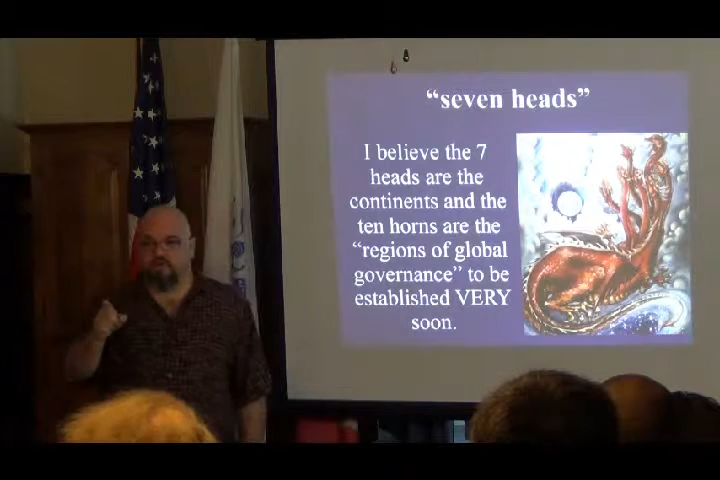 “seven heads”
I believe the 7
heads are the
continents and the
ten horns are the
“regions of global
governance” to be
established VERY
soon.